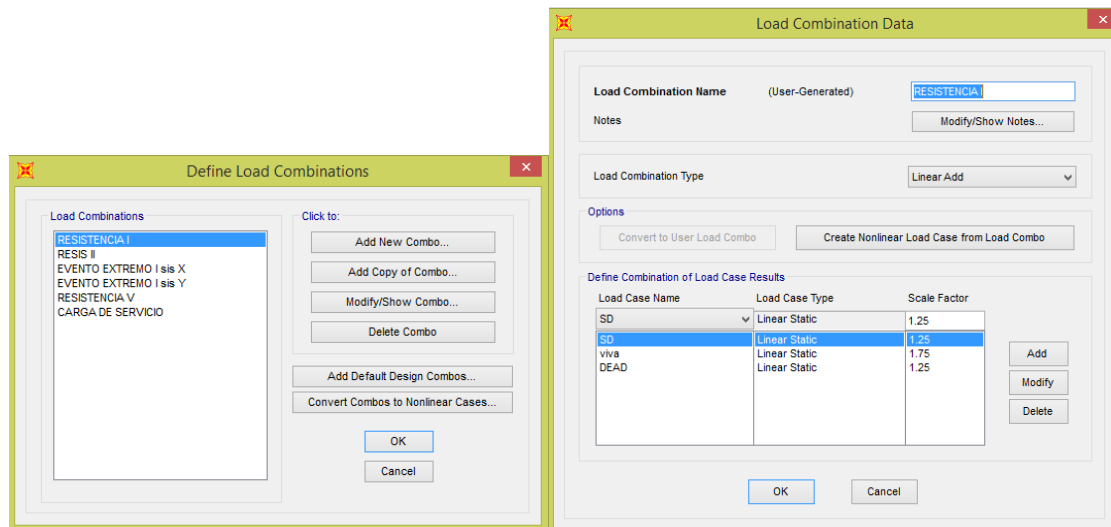 Define Load Combinations
Load Combinations
RESISTENCIA I
RESIS II
EVENTO EXTREMO I sis X
EVENTO EXTREMO I sis Y
RESISTENCIA V
CARGA DE SERVICIO
Click to:
Add New Combo...
Add Copy of Combo...
Modify/Show Combo...
Delete Combo
Add Default Design Combos...
Convert Combos to Nonlinear Cases...
OK
Cancel
Load Combination Data
Load Combination Name (User-Generated) RESISTENCIA I
Notes Modify/Show Notes...
Load Combination Type Linear Add
Options
Convert to User Load Combo Create Nonlinear Load Case from Load Combo
Define Combination of Load Case Results
Load Case Name Load Case Type Scale Factor
SD Linear Static 1.25
SD Linear Static 1.25
viva Linear Static 1.75
DEAD Linear Static 1.25
Add
Modify
Delete
OK Cancel